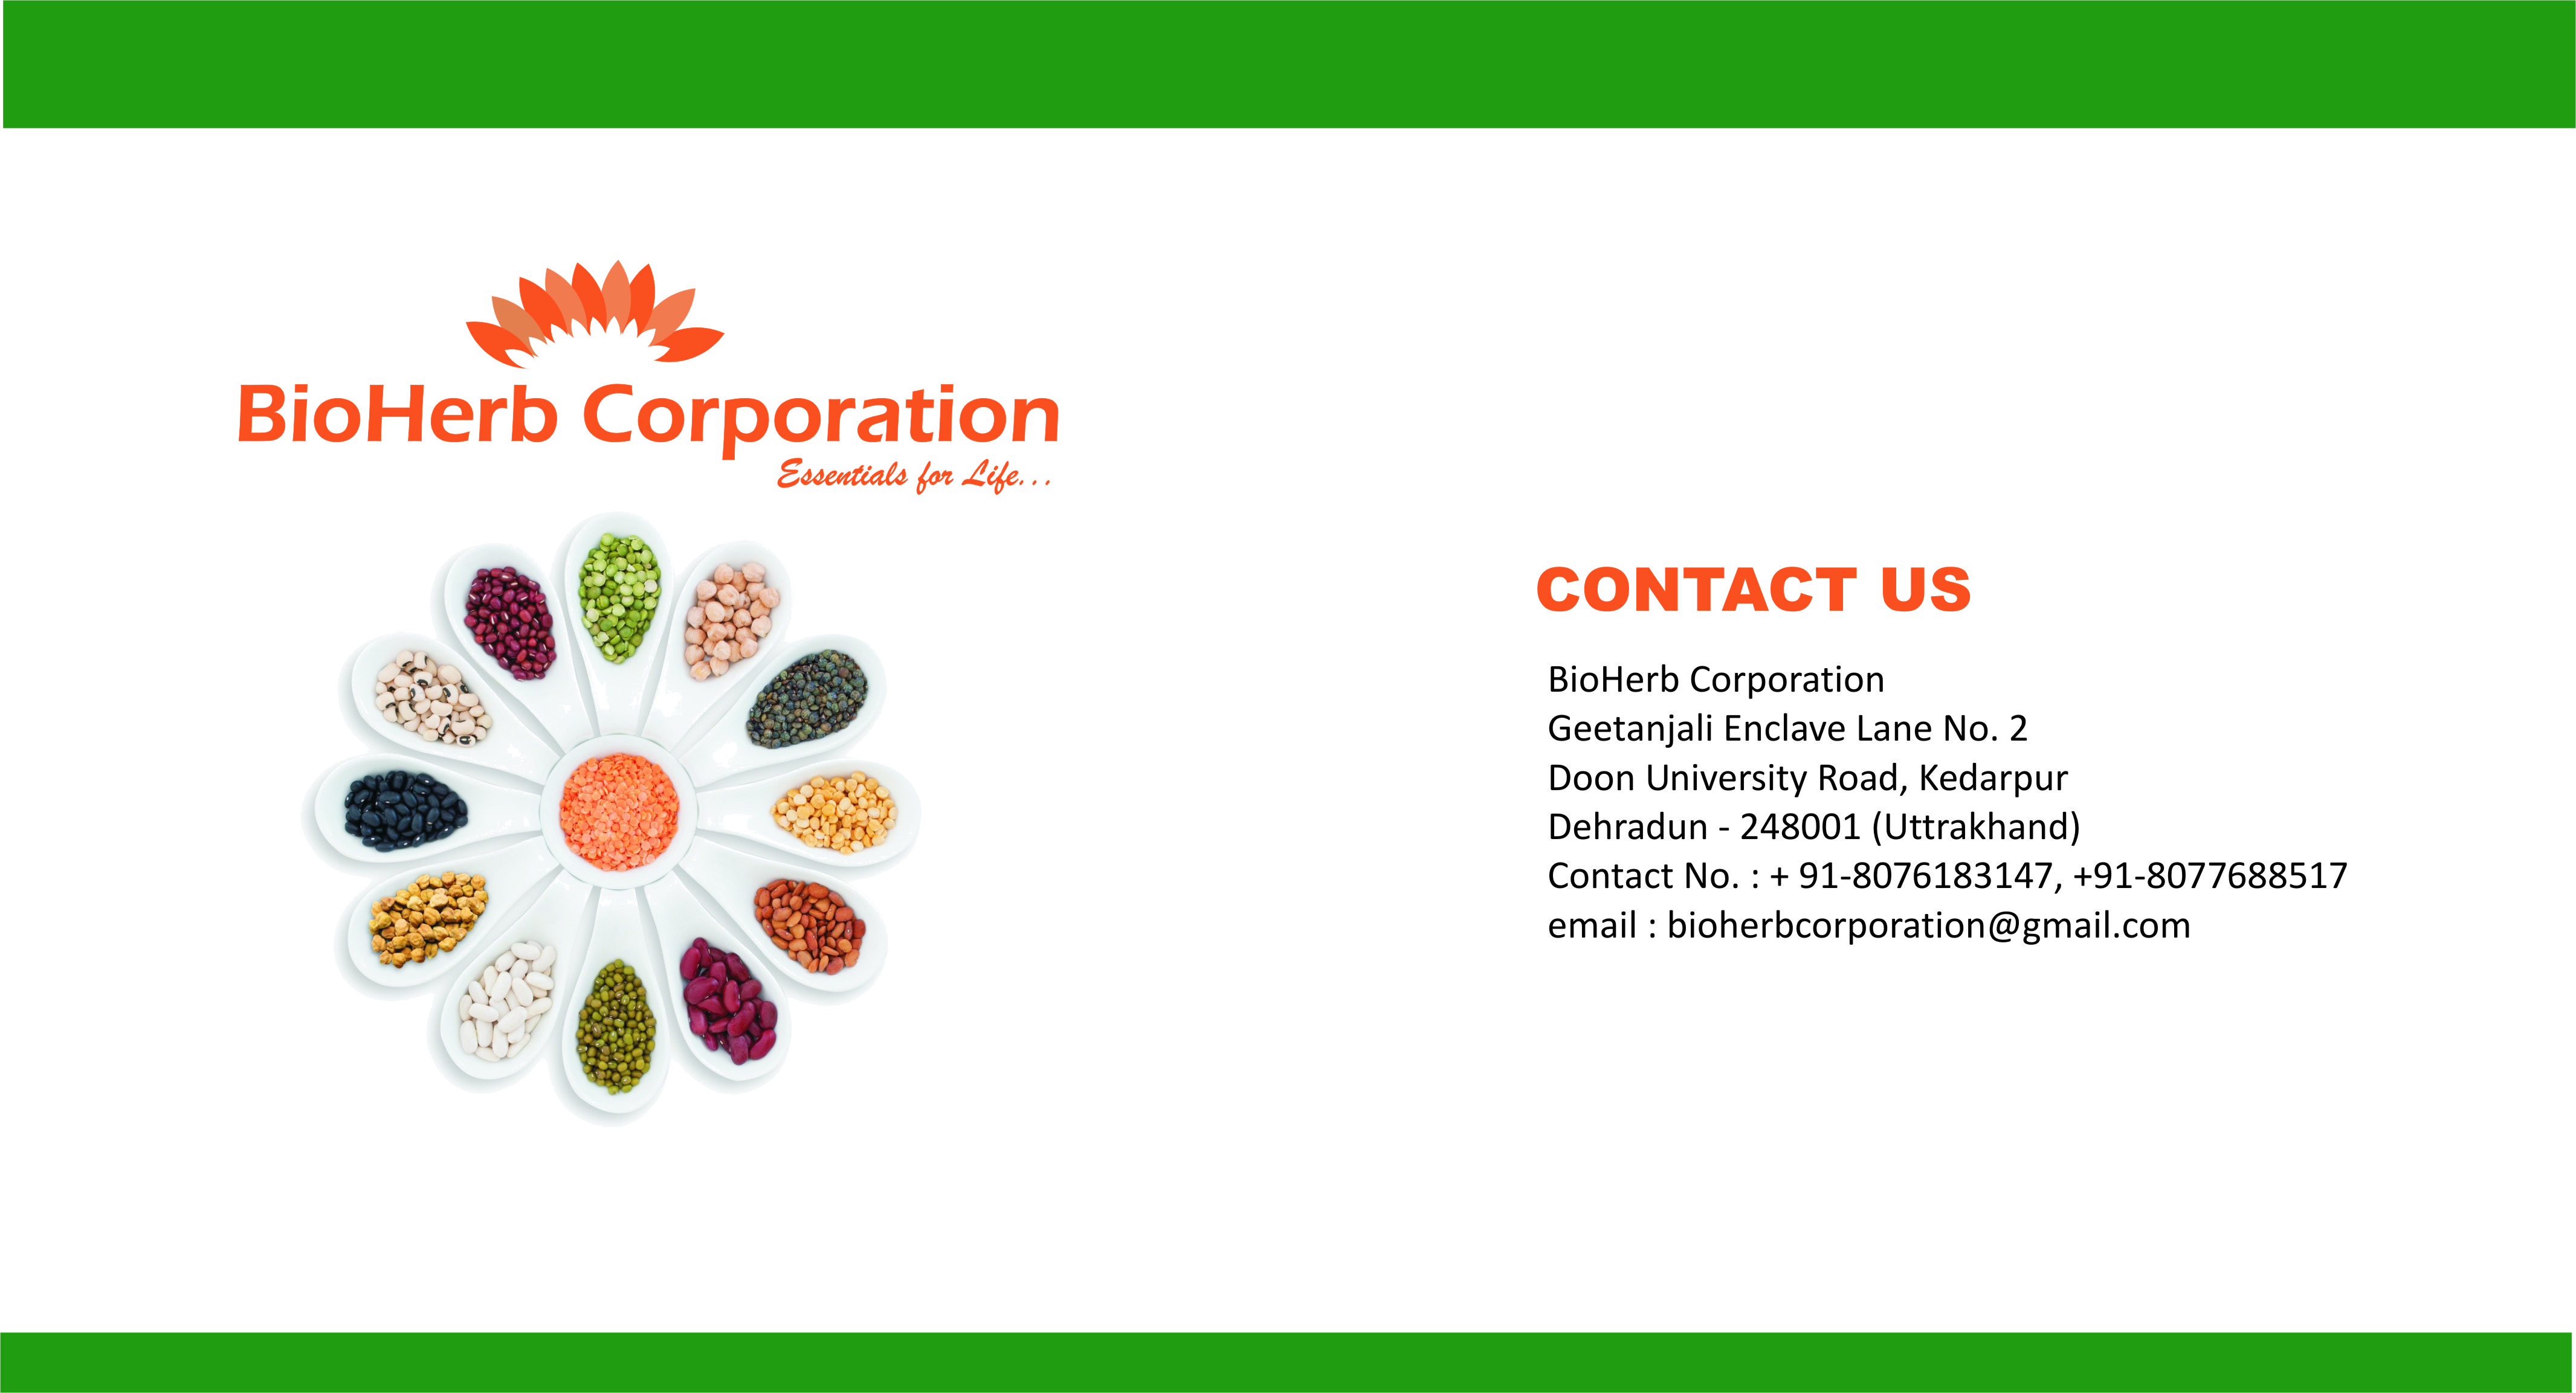 BioHerb Corporation
Essentials for Life...
CONTACT US
BioHerb Corporation
Geetanjali Enclave Lane No. 2
Doon University Road, Kedarpur
Dehradun - 248001 (Uttrakhand)
Contact No. : + 91-8076183147, +91-8077688517
email : bioherbcorporation@gmail.com